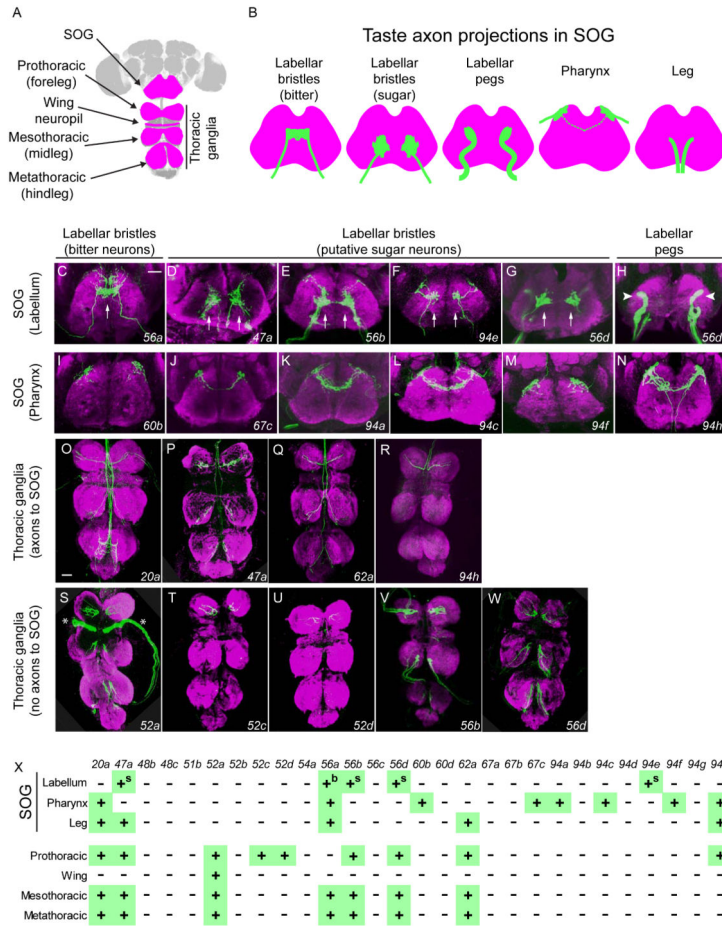 A
SOG
Prothoracic
(foreleg)
Wing
neuropil
Mesothoracic
(midleg)
Metathoracic
(hindleg)
Thoracic
ganglia
B
Taste axon projections in SOG
Labellar
bristles
(bitter)
Labellar
bristles
(sugar)
Labellar
pegs
Pharynx
Leg
Labellar bristles
(bitter neurons)
Labellar bristles
(putative sugar neurons)
Labellar
pegs
SOG
(Labellum)
C
56a
D
47a
E
56b
F
94e
G
56d
H
56d
SOG
(Pharynx)
I
60b
J
67c
K
94a
L
94c
M
94f
N
94h
Thoracic ganglia
(axons to SOG)
O
20a
P
47a
Q
62a
R
94h
Thoracic ganglia
(no axons to SOG)
S
* *
52a
T
52c
U
52d
V
56b
W
56d
X
20a 47a 48b 48c 51b 52a 52c 52d 54a 56a 56b 56c 56d 60b 60d 62a 67a 67b 67c 94a 94b 94c 94d 94e 94f 94g 94
SOG
Labellum - +s - - - - - - - +b +s - +s - - - - - - - - - - +s - - -
Pharynx + - - - - - - - - + - - - + - - - - + + - + - - + - +
Leg + + - - - - - - - + - - - - - + - - - - - - - - - - +
Prothoracic + + - - - + + + - - + - + - - + - - - - - - - - - - +
Wing - - - - - + - - - - - - - - - - - - - - - - - - - - -
Mesothoracic + + - - - + - - - + + - + - - + - - - - - - - - - - -
Metathoracic + + - - - + - - - + + - + - - + - - - - - - - - - - -